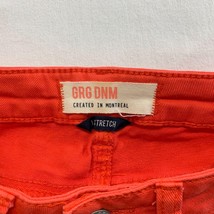 GRG DNM
CREATED IN MONTREAL
STRETCH